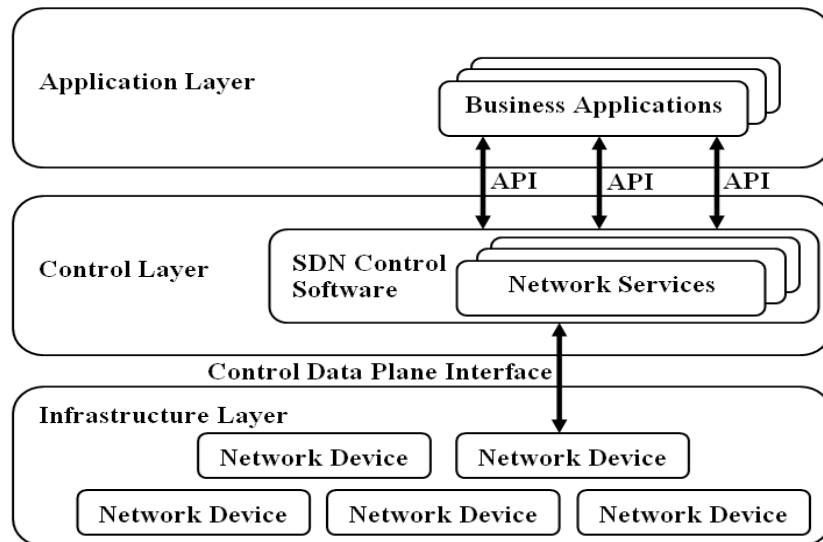 Application Layer
Business Applications
API
API
API
Control Layer
SDN Control
Software
Network Services
Control Data Plane Interface
Infrastructure Layer
Network Device
Network Device
Network Device
Network Device
Network Device